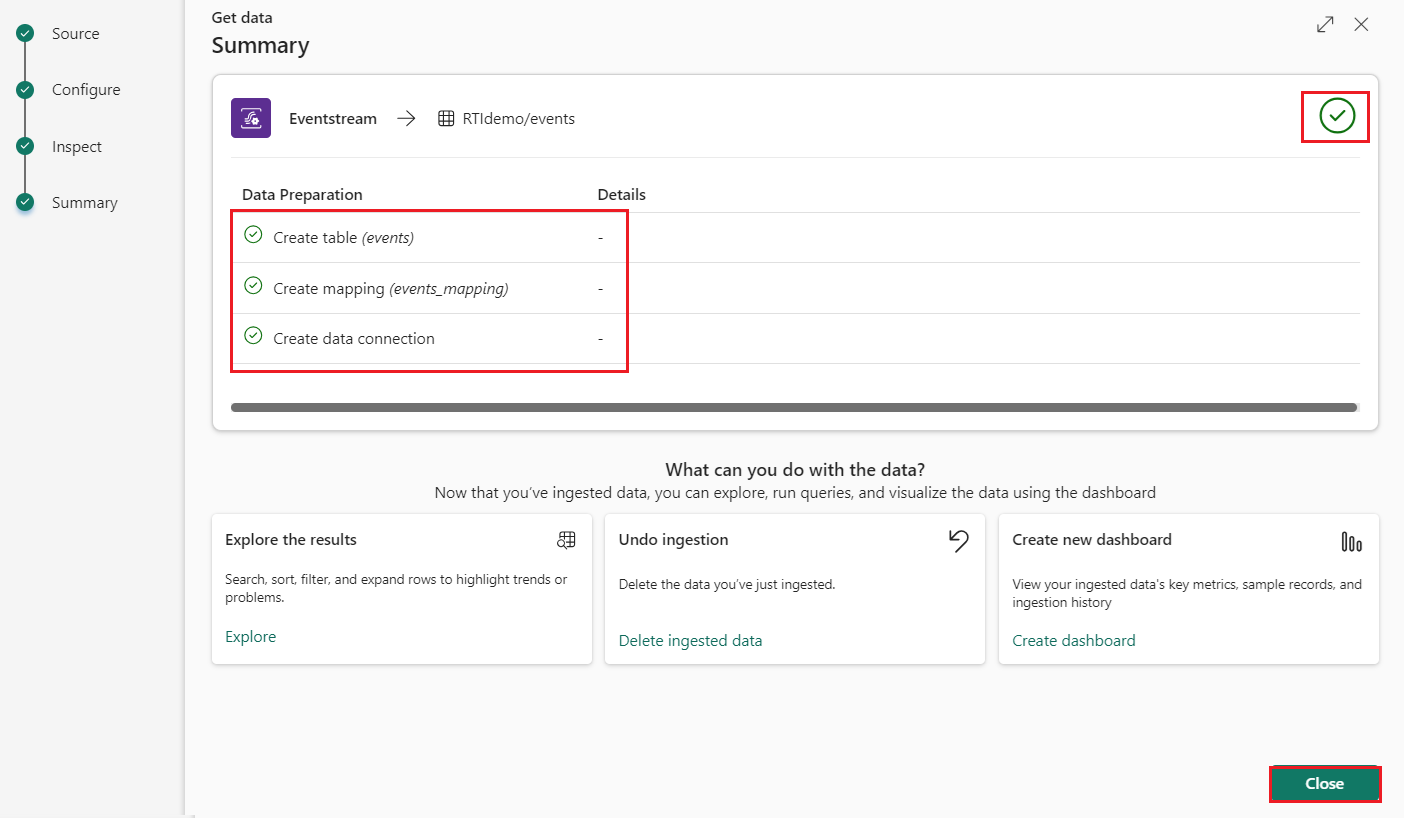 Source
Configure
Inspect
Summary
Get data
Summary
Eventstream
RTIdemo/events
Data Preparation Details
Create table (events) -
Create mapping (events_mapping) -
Create data connection -
What can you do with the data?
Now that you've ingested data, you can explore, run queries, and visualize the data using the dashboard
Explore the results
Search, sort, filter, and expand rows to highlight trends or
problems.
Explore
Undo ingestion
Delete the data you've just ingested.
Delete ingested data
Create new dashboard
View your ingested data's key metrics, sample records, and
ingestion history
Create dashboard
Close